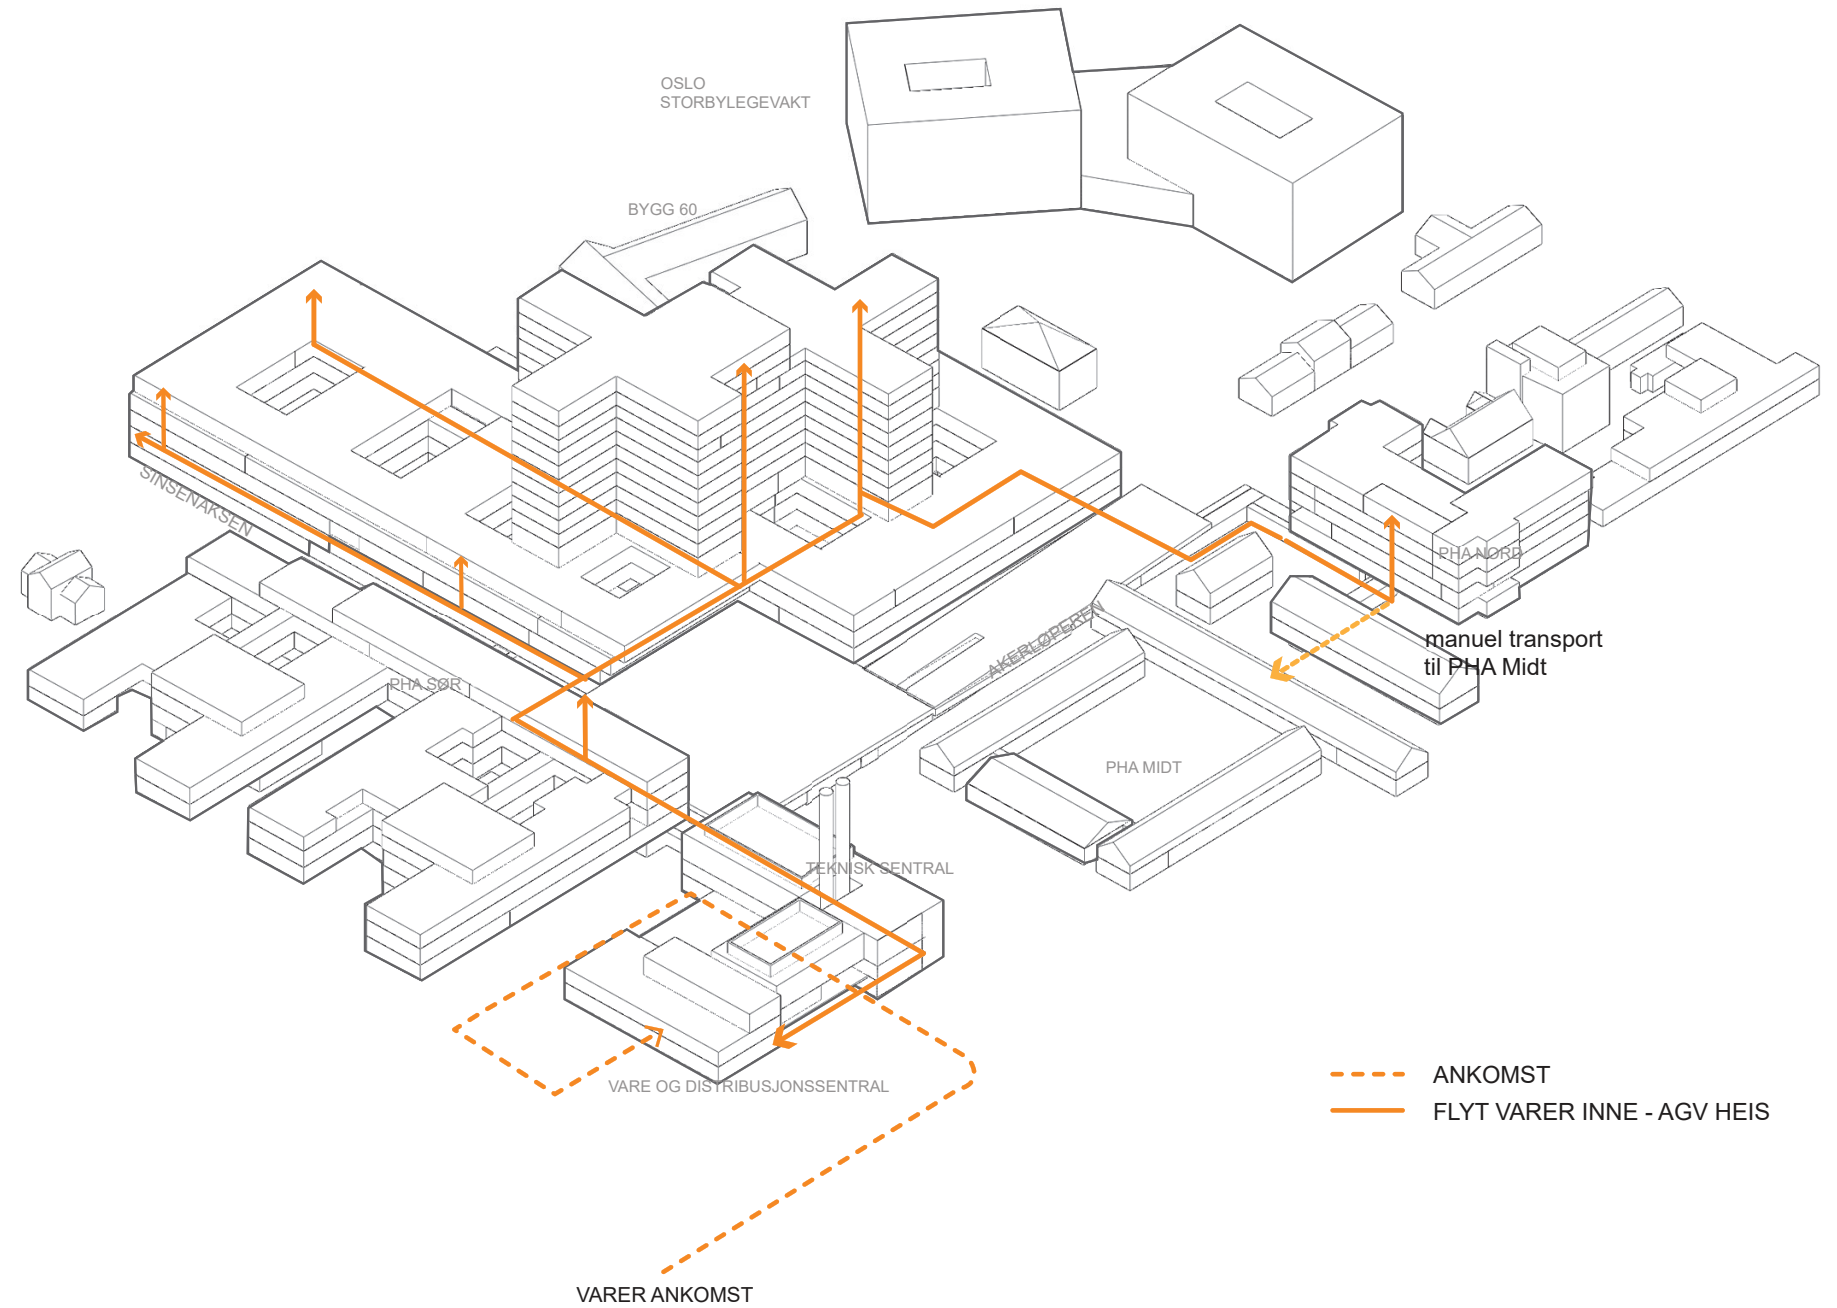 OSLO
STORBYLEGEVAKT
BYGG 60
SINSENAKSEN
PHA NORD
AKERLØPEREN
manuel transport
til PHA Midt
PHA SØR
PHA MIDT
TEKNISK SENTRAL
VARE OG DISTRIBUSJONSSENTRAL
ANKOMST
FLYT VARER INNE - AGV HEIS
VARER ANKOMST